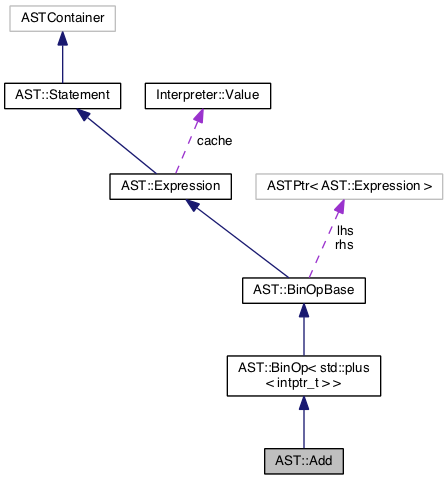 ASTContainer
AST::Statement
Interpreter::Value
cache
AST::Expression
ASTPtr< AST::Expression >
lhs
rhs
AST::BinOpBase
AST::BinOp< std::plus
< intptr_t > >
AST::Add